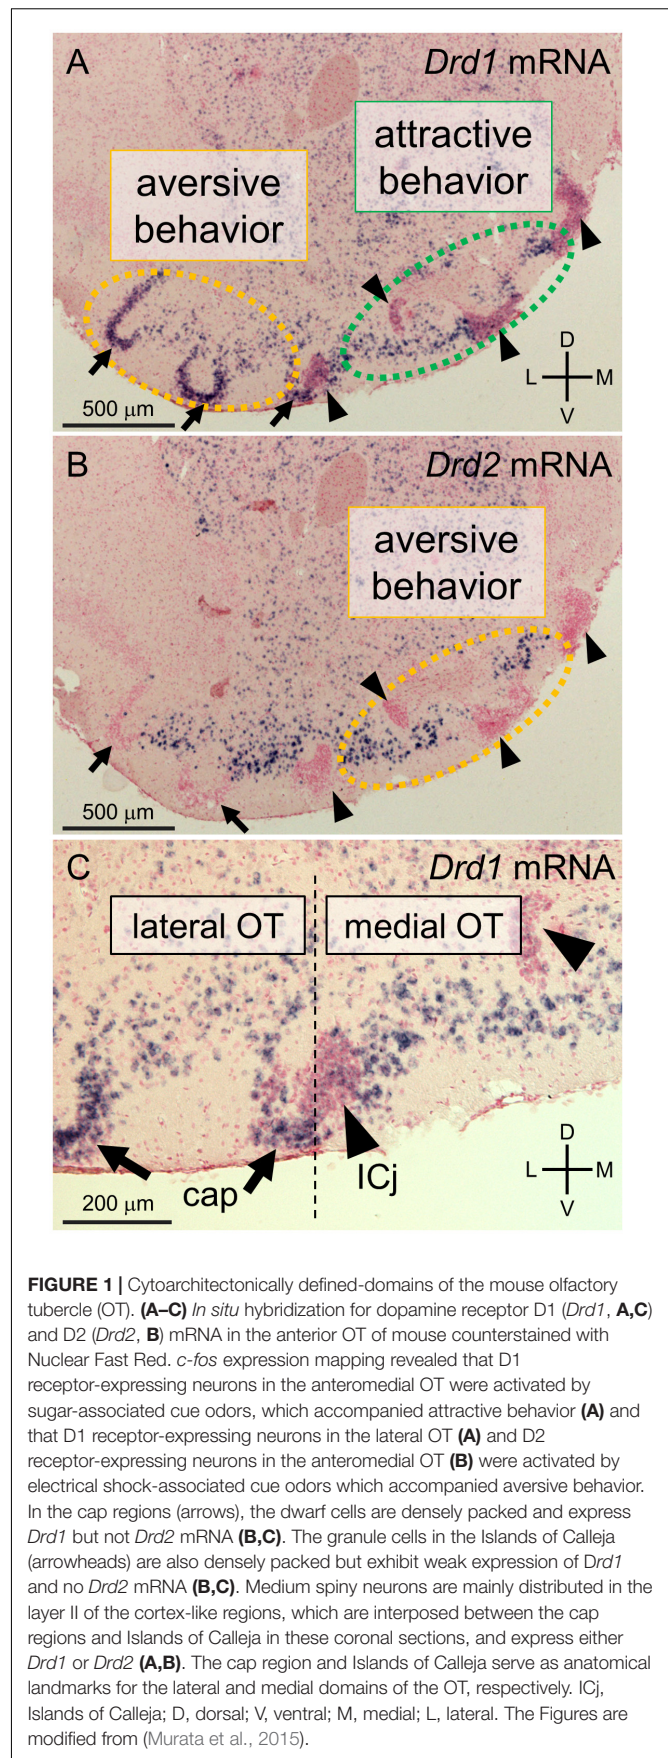 A
Drd1 mRNA
attractive
behavior
aversive
behavior
D
L M
V
500 μm
B
Drd2 mRNA
aversive
behavior
500 μm
C
Drd1 mRNA
lateral OT
medial OT
D
L M
V
cap
ICj
200 μm
FIGURE 1 | Cytoarchitectonically defined-domains of the mouse olfactory
tubercle (OT). (A–C) In situ hybridization for dopamine receptor D1 (Drd1, A,C)
and D2 (Drd2, B) mRNA in the anterior OT of mouse counterstained with
Nuclear Fast Red. c-fos expression mapping revealed that D1
receptor-expressing neurons in the anteromedial OT were activated by
sugar-associated cue odors, which accompanied attractive behavior (A) and
that D1 receptor-expressing neurons in the lateral OT (A) and D2
receptor-expressing neurons in the anteromedial OT (B) were activated by
electrical shock-associated cue odors which accompanied aversive behavior.
In the cap regions (arrows), the dwarf cells are densely packed and express
Drd1 but not Drd2 mRNA (B,C). The granule cells in the Islands of Calleja
(arrowheads) are also densely packed but exhibit weak expression of Drd1
and no Drd2 mRNA (B,C). Medium spiny neurons are mainly distributed in the
layer II of the cortex-like regions, which are interposed between the cap
regions and Islands of Calleja in these coronal sections, and express either
Drd1 or Drd2 (A,B). The cap region and Islands of Calleja serve as anatomical
landmarks for the lateral and medial domains of the OT, respectively. ICj,
Islands of Calleja; D, dorsal; V, ventral; M, medial; L, lateral. The Figures are
modified from (Murata et al., 2015).